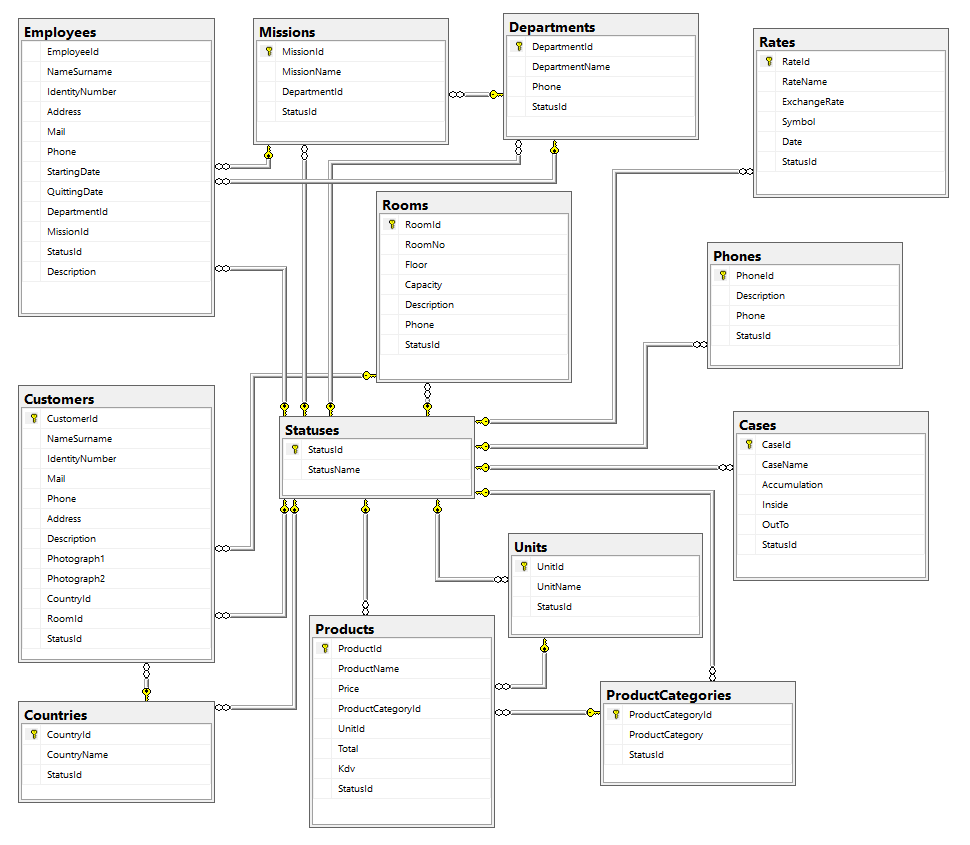 Employees
EmployeeId
NameSurname
IdentityNumber
Address
Mail
Phone
StartingDate
QuittingDate
DepartmentId
MissionId
StatusId
Description
Missions
MissionId
MissionName
DepartmentId
StatusId
Departments
DepartmentId
DepartmentName
Phone
StatusId
Rates
RateId
RateName
ExchangeRate
Symbol
Date
StatusId
Rooms
RoomId
RoomNo
Floor
Capacity
Description
Phone
StatusId
Phones
PhoneId
Description
Phone
StatusId
Customers
CustomerId
NameSurname
IdentityNumber
Mail
Phone
Address
Description
Photograph1
Photograph2
CountryId
RoomId
StatusId
Statuses
StatusId
StatusName
Cases
CaseId
CaseName
Accumulation
Inside
OutTo
StatusId
Units
UnitId
UnitName
StatusId
Products
ProductId
ProductName
Price
ProductCategoryId
UnitId
Total
Kdv
StatusId
ProductCategories
ProductCategoryId
ProductCategory
StatusId
Countries
CountryId
CountryName
StatusId